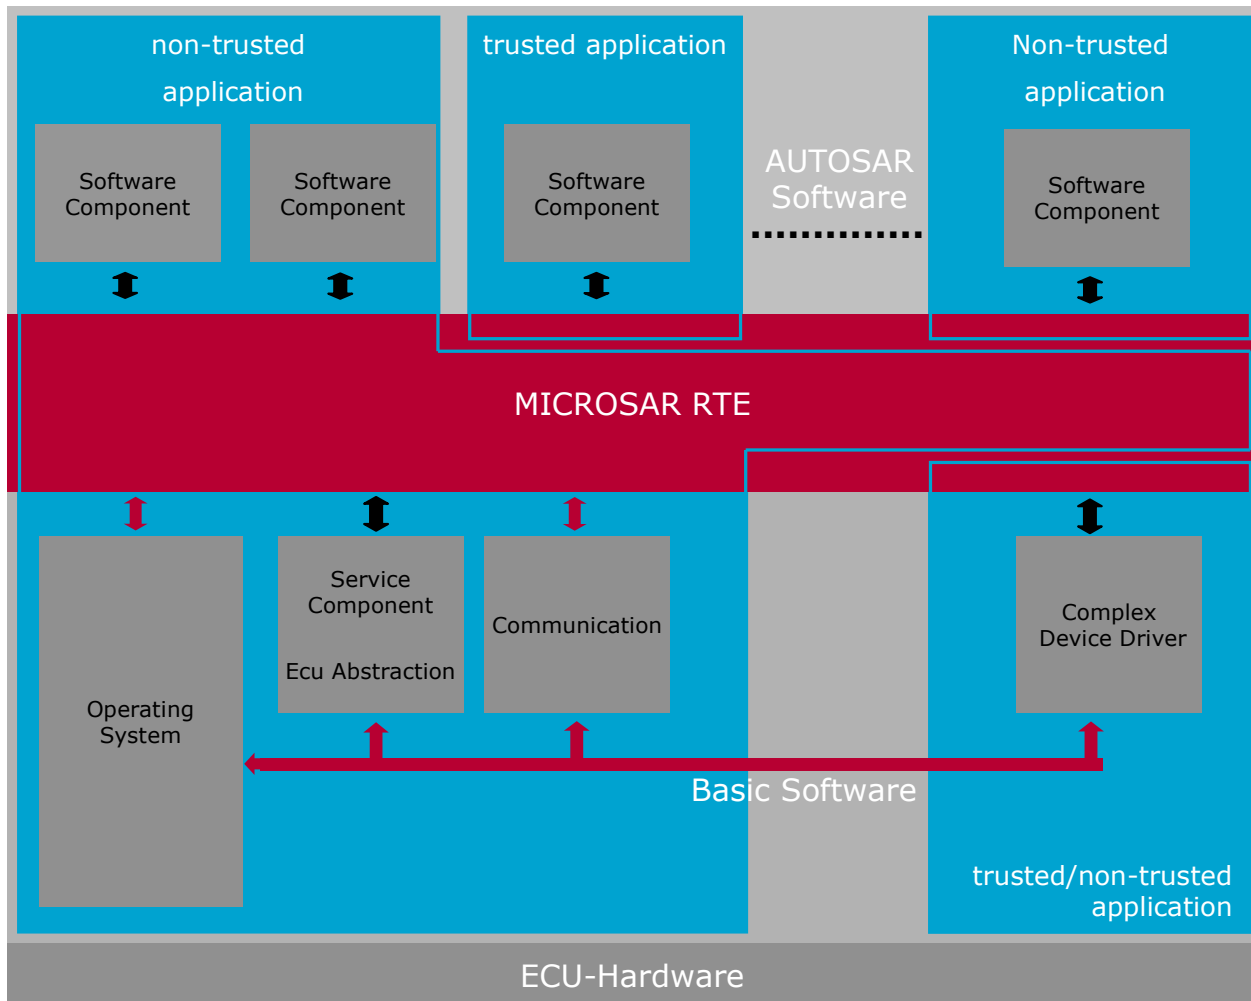 non-trusted
application
trusted application
Non-trusted
application
Software
Component
Software
Component
Software
Component
AUTOSAR
Software
Software
Component
MICROSAR RTE
Operating
System
Service
Component
Ecu Abstraction
Communication
Complex
Device Driver
Basic Software
trusted/non-trusted
application
ECU-Hardware